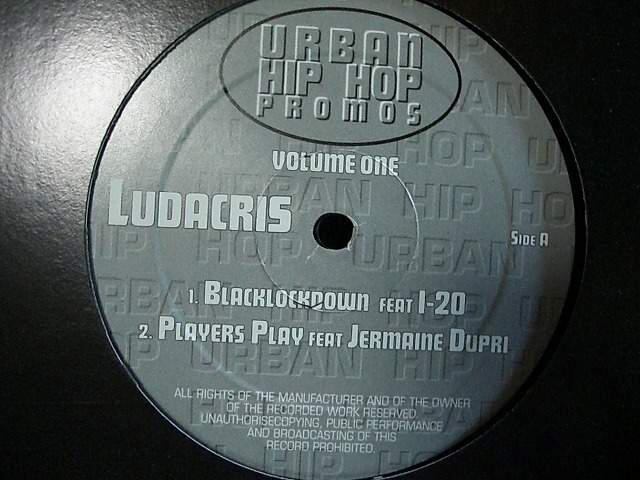 URBAN
HIP HOP
PROMOS
VOLUME ONE
LUDACRIS
SIDE A
1. BLACKLOCKDOWN FEAT I-20
2. PLAYERS PLAY FEAT JERMAINE DUPRI
ALL RIGHTS OF THE MANUFACTURER AND OF THE OWNER
OF THE RECORDED WORK RESERVED.
UNAUTHORISECOPYING, PUBLIC PERFORMANCE
AND BROADCASTING OF THIS
RECORD PROHIBITED.